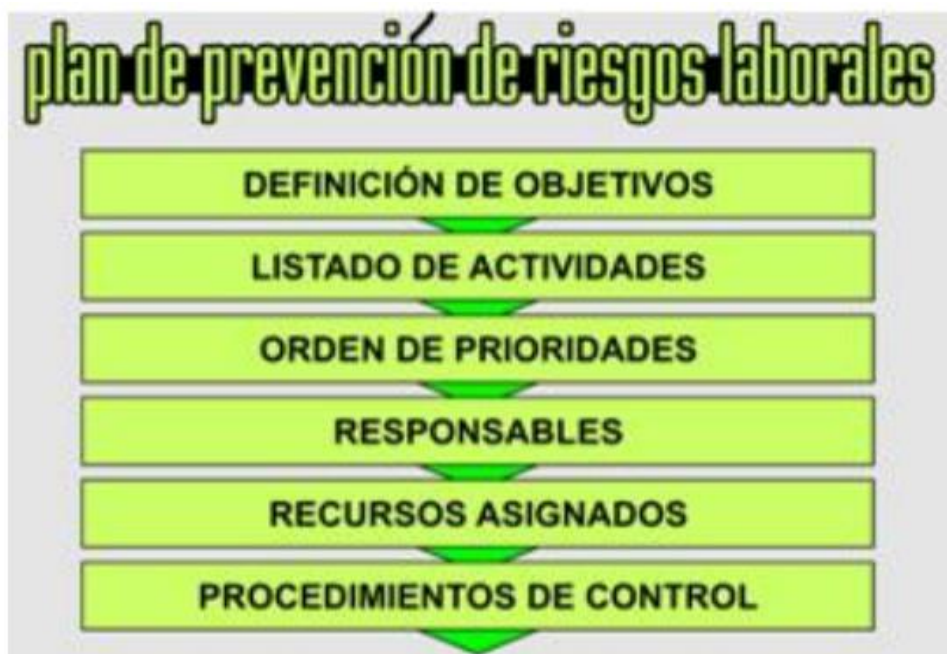 plan de prevención de riesgos laborales
DEFINICIÓN DE OBJETIVOS
LISTADO DE ACTIVIDADES
ORDEN DE PRIORIDADES
RESPONSABLES
RECURSOS ASIGNADOS
PROCEDIMIENTOS DE CONTROL